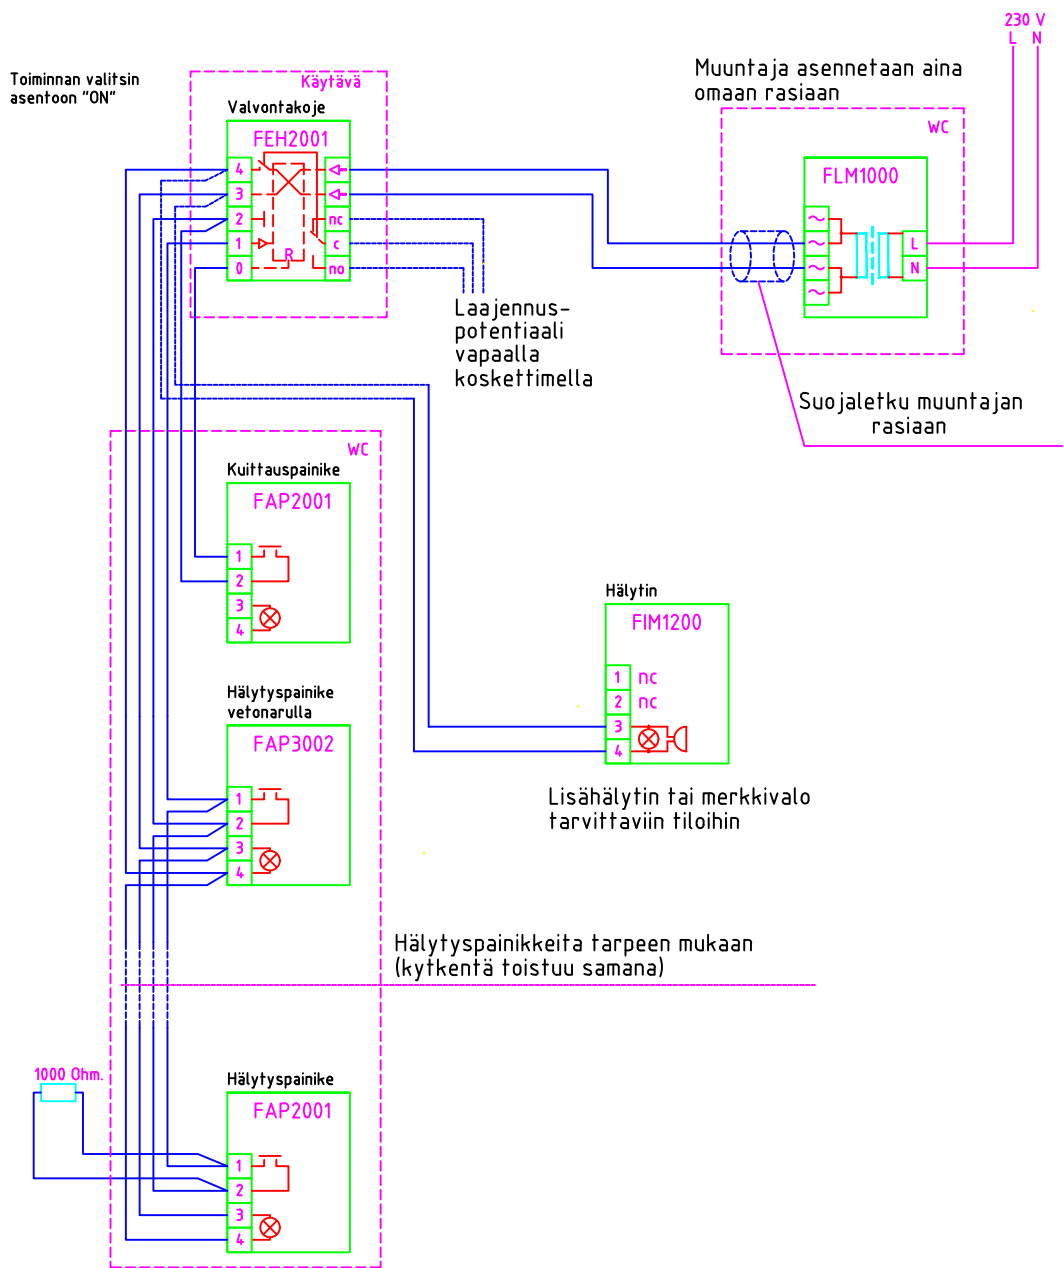 230 V
L N
Toiminnan valitsin
asentoon "ON"
Käytävä
Valvontakoje
FEH2001
4
3
2
1
0
R
nc
c
no
Laajennus-
potentiaali
vapaalla
koskettimella
Muuntaja asennetaan aina
omaan rasiaan
WC
FLM1000
L
N
Suojaletku muuntajan
rasiaan
WC
Kuittauspainike
FAP2001
1
2
3
4
Hälytin
FIM1200
1 nc
2 nc
3
4
Lisähälytin tai merkkivalo
tarvittaviin tiloihin
Hälytyspainike
vetonarulla
FAP3002
1
2
3
4
Hälytyspainikkeita tarpeen mukaan
(kytkentä toistuu samana)
1000 Ohm.
Hälytyspainike
FAP2001
1
2
3
4